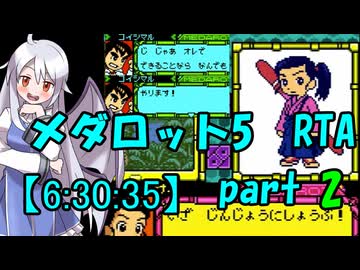 コイシマル
じ じゃあ オレで
できることなら なんでも
コイシマル
やります！
メダロット5 RTA
【6:30:35】 part 2
いざ じんじょうにしょうぶ！